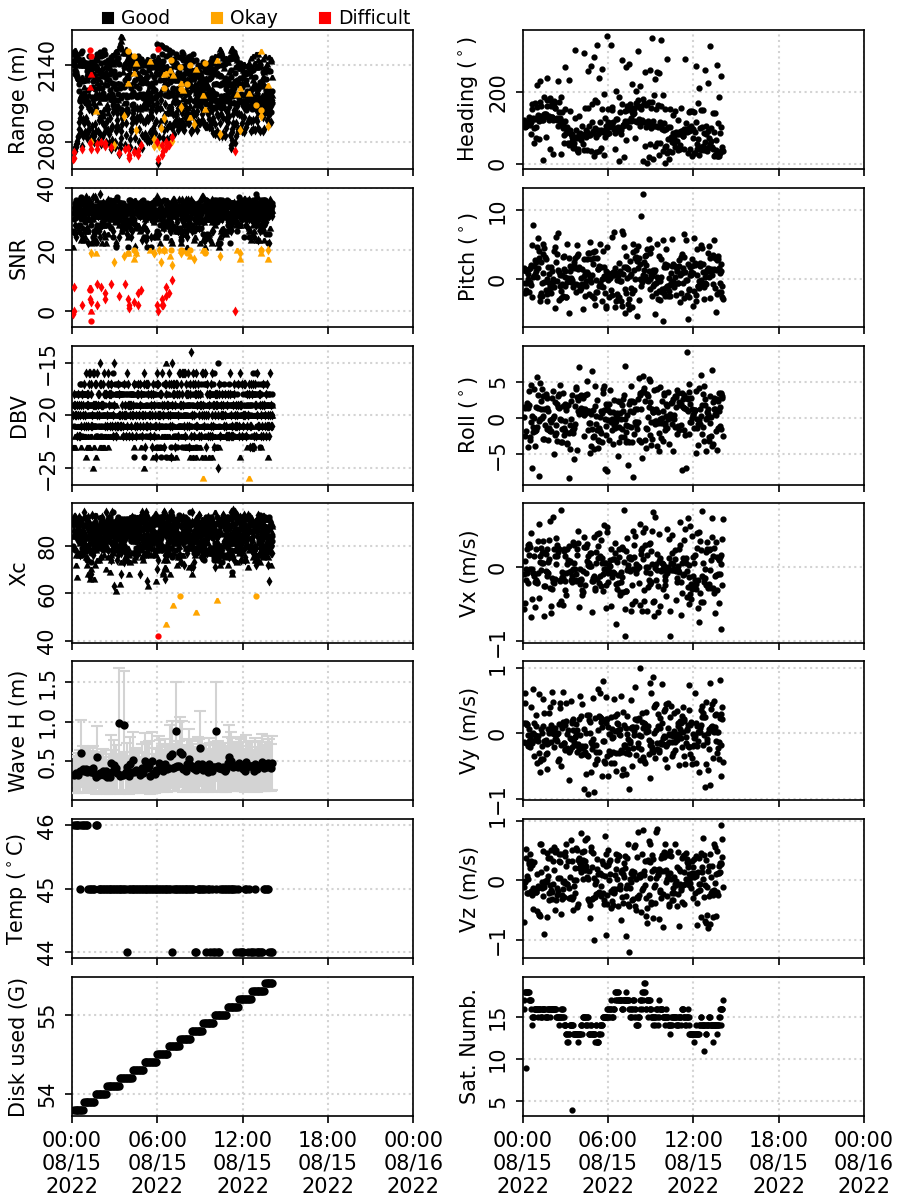 Good Okay Difficult
Range (m)
2140
2080
Heading (°)
200
0
SNR
40
20
0
Pitch (°)
10
0
DBV
−15
−20
−25
Roll (°)
5
0
−5
Xc
80
60
40
Vx (m/s)
0
−1
Wave H (m)
1.5
1.0
0.5
Vy (m/s)
1
0
−1
Temp (°C)
46
45
44
Vz (m/s)
1
0
−1
Disk used (G)
55
54
Sat. Numb.
15
10
5
00:00 06:00 12:00 18:00 00:00
08/15 08/15 08/15 08/15 08/16
2022 2022 2022 2022 2022
00:00 06:00 12:00 18:00 00:00
08/15 08/15 08/15 08/15 08/16
2022 2022 2022 2022 2022